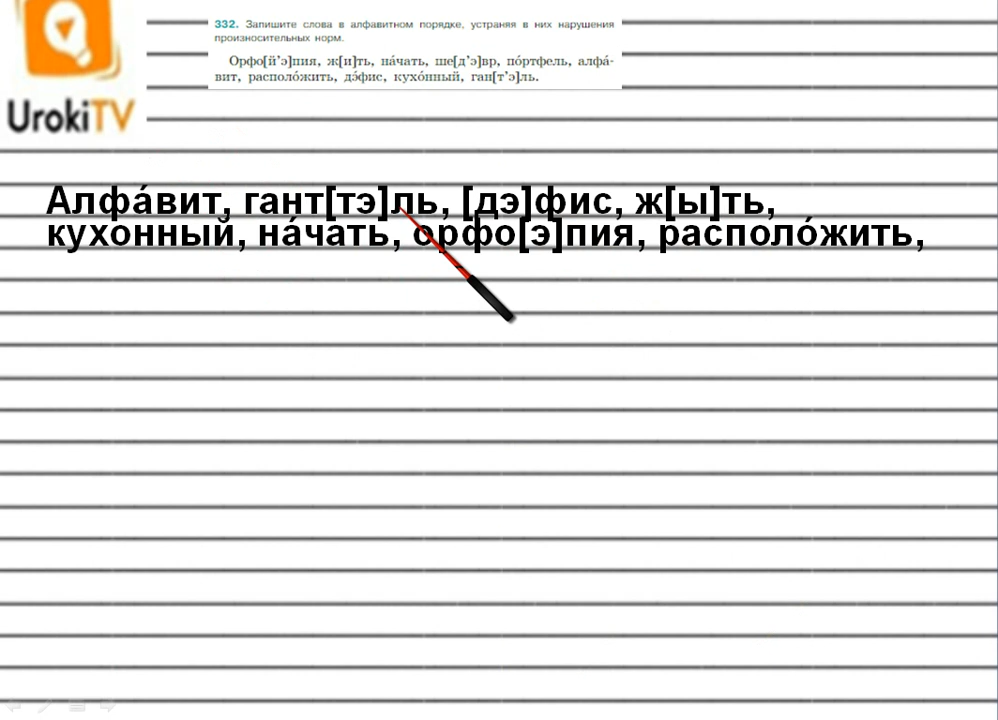 332. Запишите слова в алфавитном порядке, устраняя в них нарушения
произносительных норм.
Орфо[й'э]пия, ж[и]ть, на́чать, ше[д'э]вр, по́ртфель, алфа́-
вит, располо́жить, дэ́фис, кухо́нный, ган[т'э]ль.
UrokiTV
Алфа́вит, гант[тэ]ль, [дэ]фис, ж[ы]ть,
кухонный, на́чать, орфо[э]пия, располо́жить,